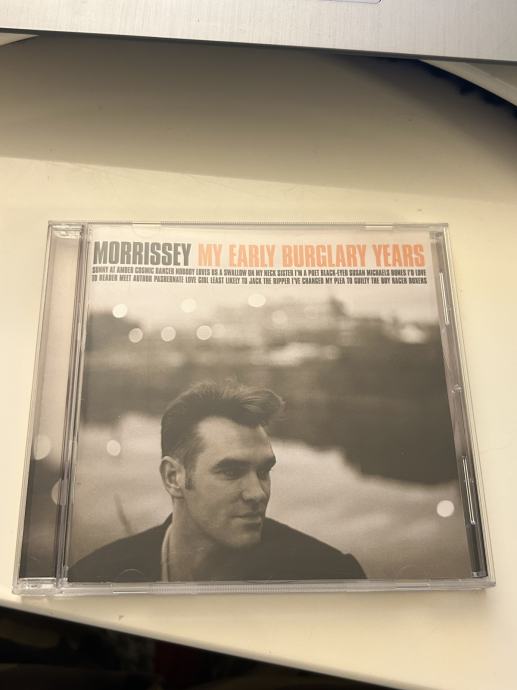 MORRISSEY MY EARLY BURGLARY YEARS
SUNNY AT AMBER COSMIC DANCER NOBODY LOVES US A SWALLOW ON MY NECK SISTER I'M A POET BLACK-EYED SUSAN MICHAELS BONES I'D LOVE
TO READER MEET AUTHOR PASHERNATE LOVE GIRL LEAST LIKELY TO JACK THE RIPPER I'VE CHANGED MY PLEA TO GUILTY THE BOY RACER BOXERS